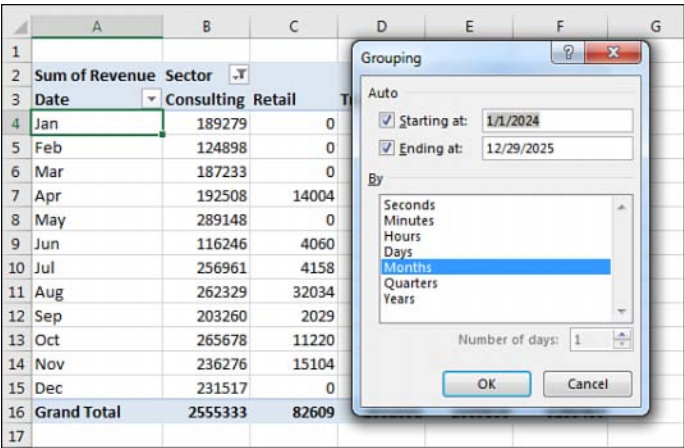 A B C D E F G
1
2 Sum of Revenue Sector
3 Date Consulting Retail
4 Jan 189279 0
5 Feb 124898 0
6 Mar 187233 0
7 Apr 192508 14004
8 May 289148 0
9 Jun 116246 4060
10 Jul 256961 4158
11 Aug 262329 32034
12 Sep 203260 2029
13 Oct 265678 11220
14 Nov 236276 15104
15 Dec 231517 0
16 Grand Total 2555333 82609
17
Grouping
Auto
Starting at: 1/1/2024
Ending at: 12/29/2025
By
Seconds
Minutes
Hours
Days
Months
Quarters
Years
Number of days: 1
OK Cancel